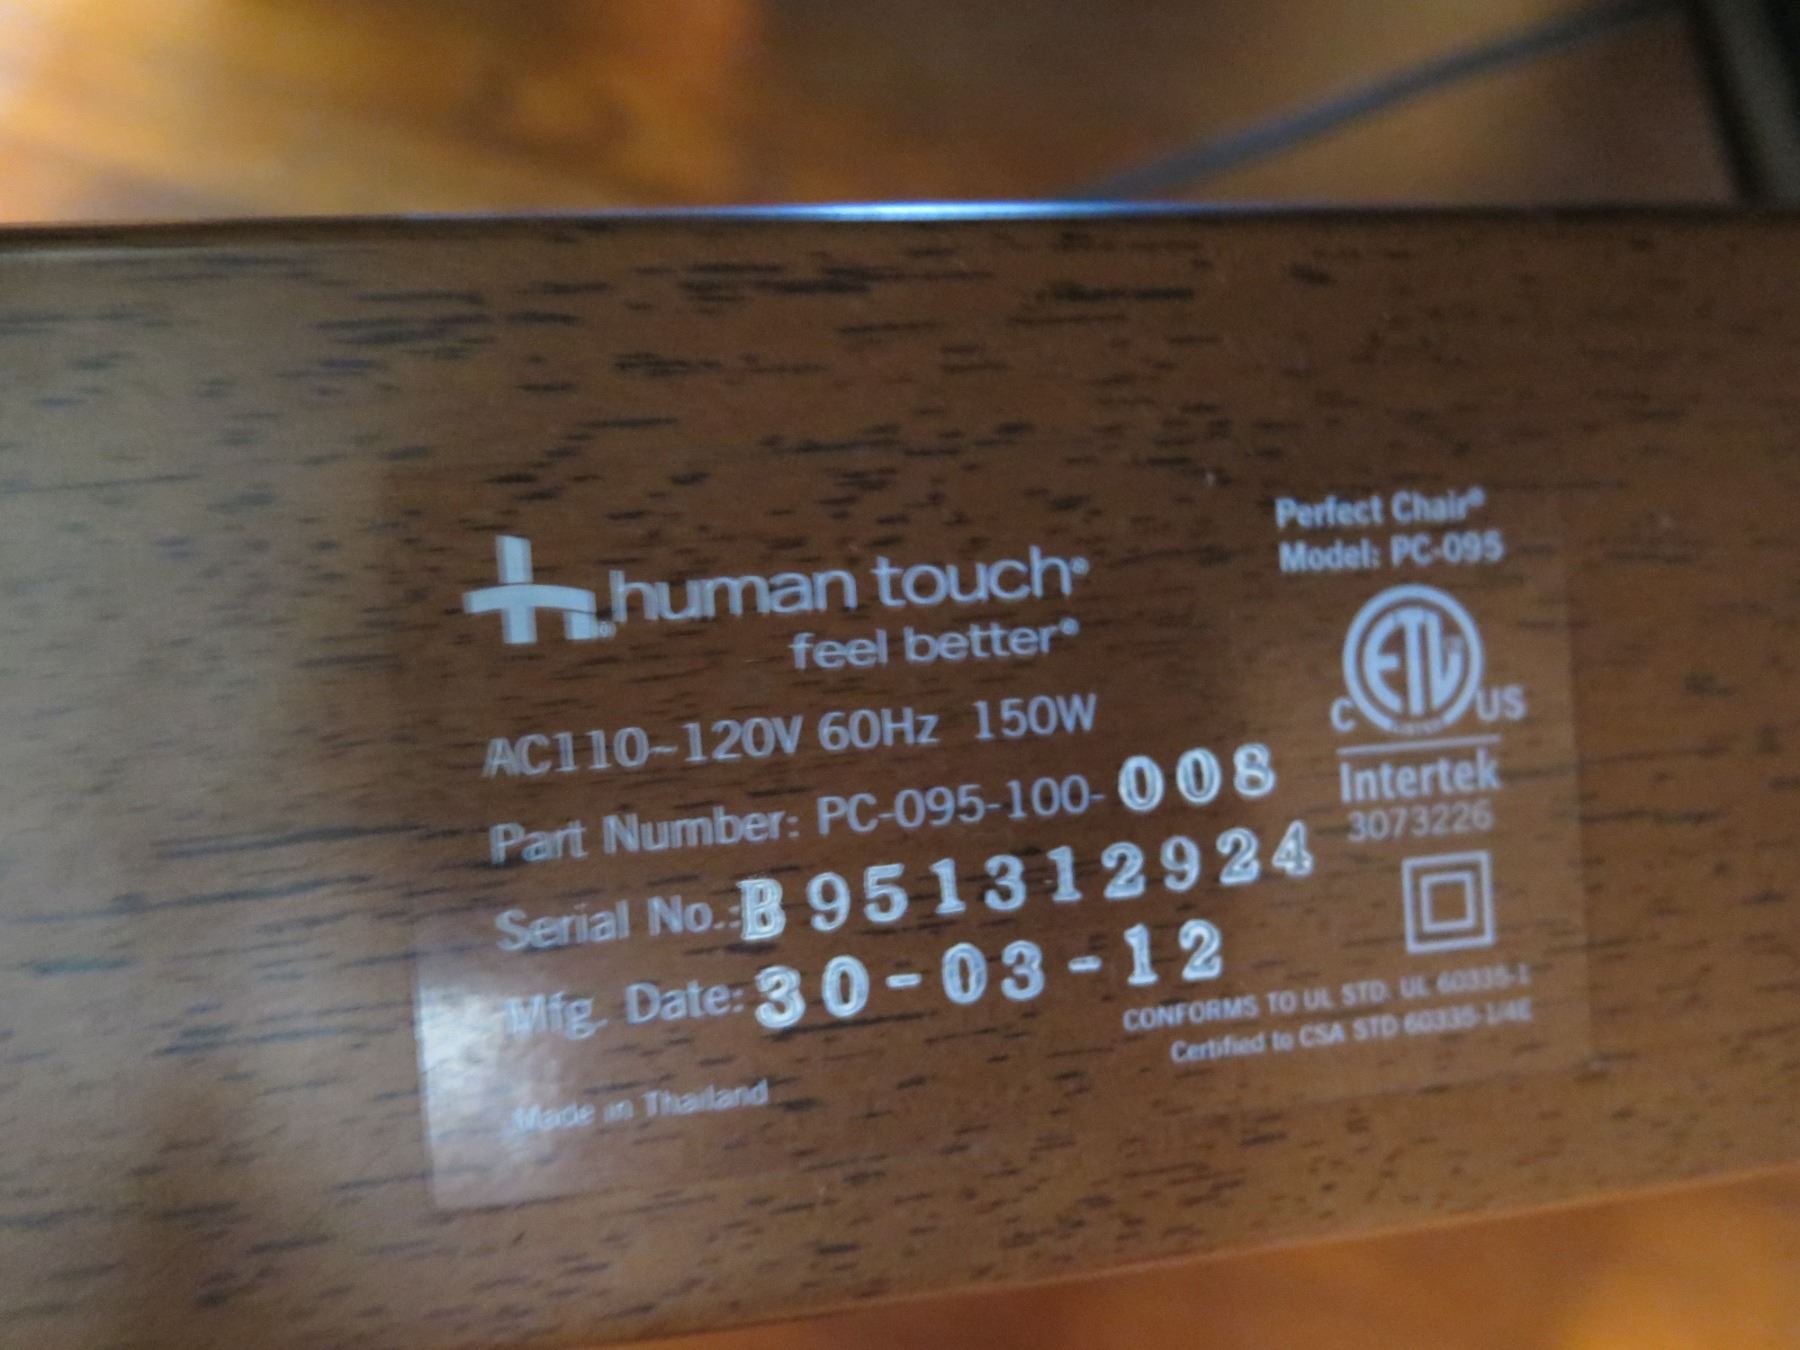 human touch®
feel better®
AC110~120V 60Hz 150W
Part Number: PC-095-100-008
Serial No.:B951312924
Mfg. Date:30-03-12
Made in Thailand
Perfect Chair®
Model: PC-095
ETL
C US
Intertek
3073226
CONFORMS TO UL STD. UL 60335-1
Certified to CSA STD 60335-1/4E